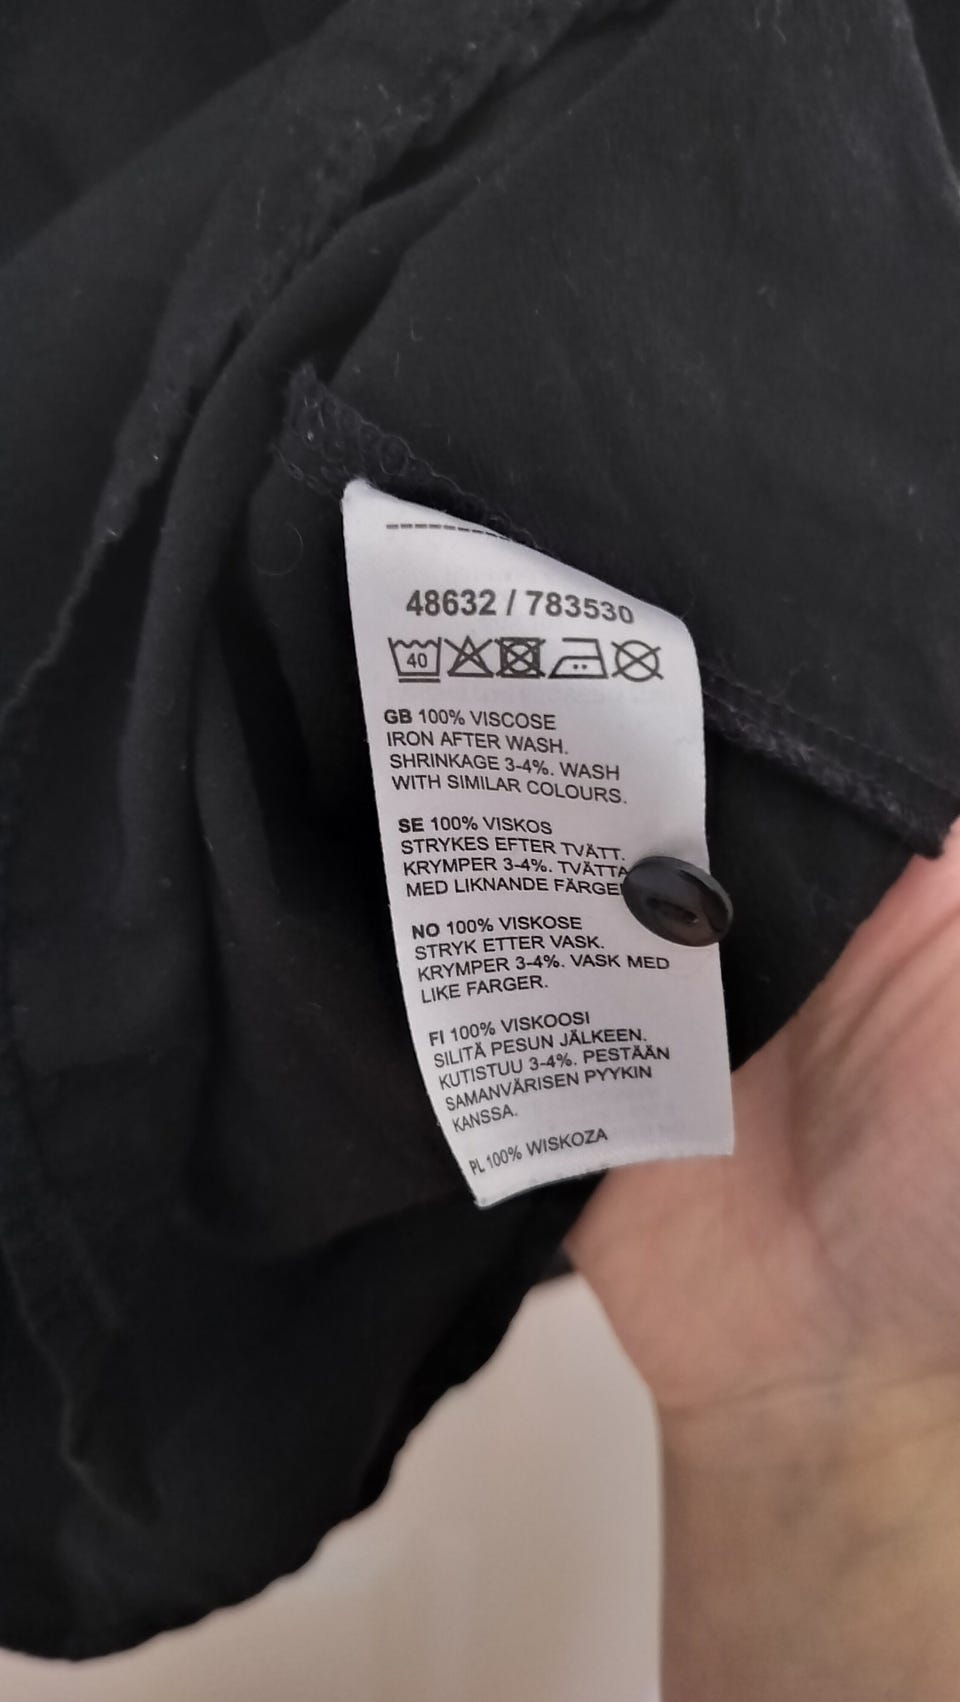 48632 / 783530
40
GB 100% VISCOSE
IRON AFTER WASH.
SHRINKAGE 3-4%. WASH
WITH SIMILAR COLOURS.
SE 100% VISKOS
STRYKES EFTER TVÄTT.
KRYMPER 3-4%. TVÄTTA
MED LIKNANDE
NO 100% VISKOSE
STRYK ETTER VASK.
KRYMPER 3-4%. VASK MED
LIKE FARGER.
FI 100% VISKOOSI
SILITÄ PESUN JÄLKEEN.
KUTISTUU 3-4%. PESTÄÄN
SAMANVÄRISEN PYYKIN
KANSSA.
PL 100% WISKOZA